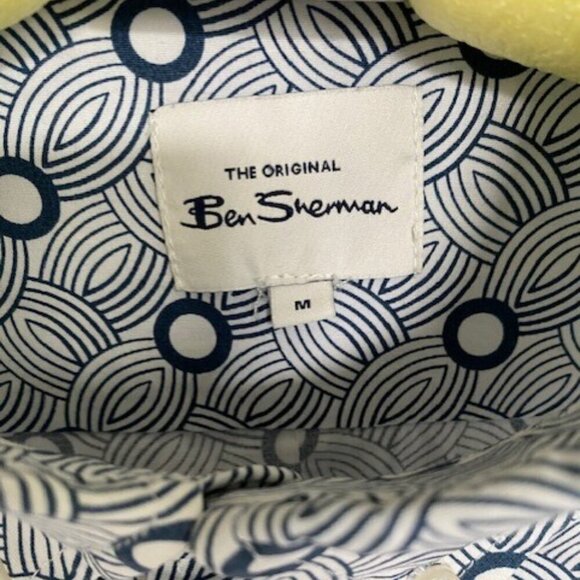 THE ORIGINAL
Ben Sherman
M